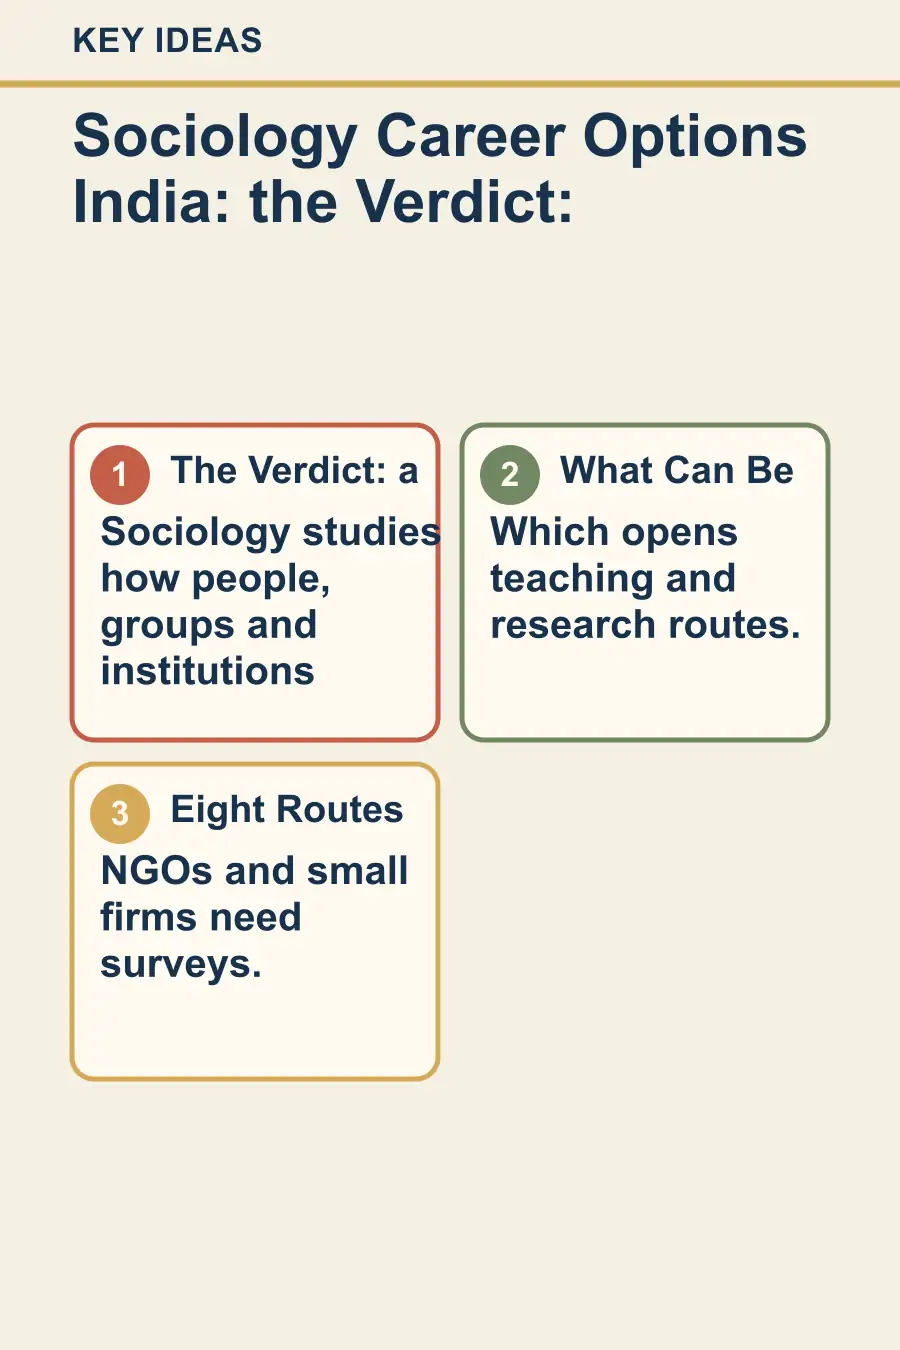 KEY IDEAS
Sociology Career Options
India: the Verdict:
1 The Verdict: a
Sociology studies
how people,
groups and
institutions
2 What Can Be
Which opens
teaching and
research routes.
3 Eight Routes
NGOs and small
firms need
surveys.